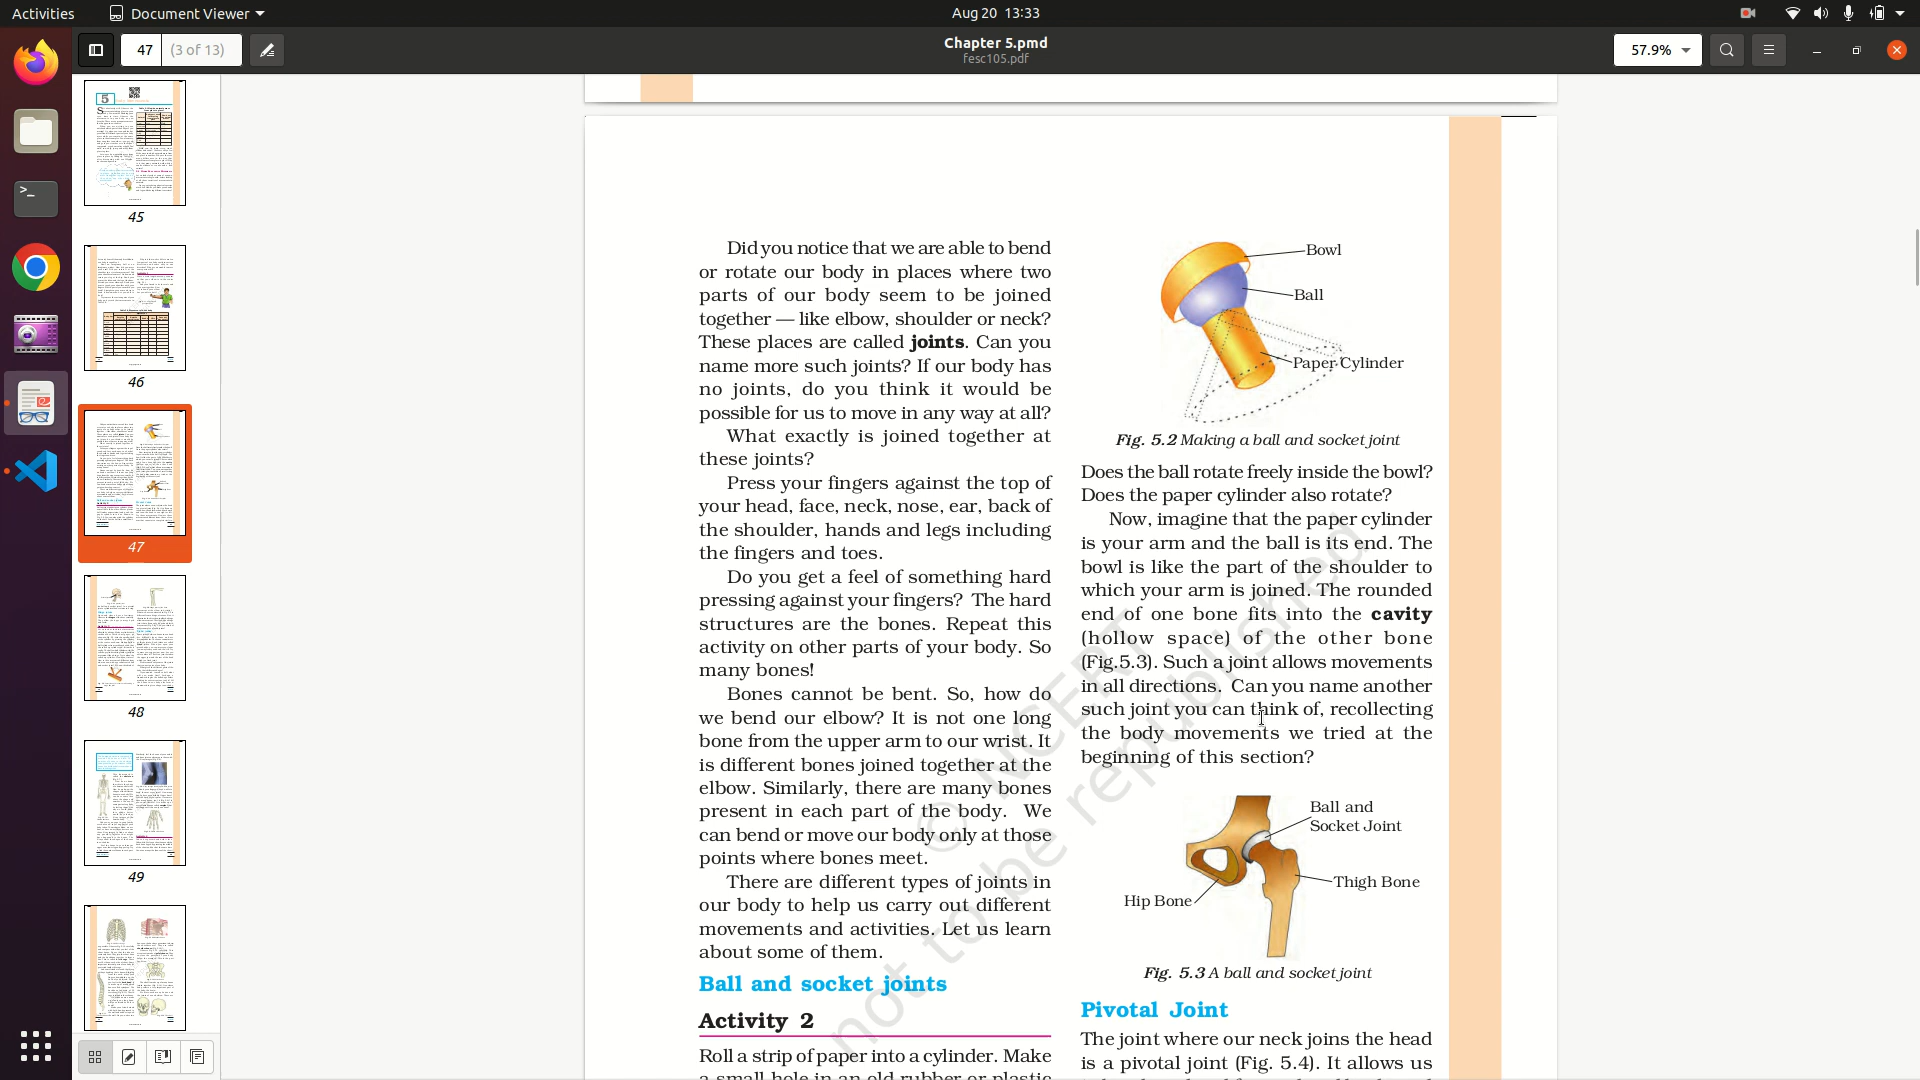 Activities
Document Viewer
Aug 20 13:33
47 (3 of 13)
Chapter 5.pmd
fesc105.pdf
57.9%
5
45
46
47
48
49
Did you notice that we are able to bend
or rotate our body in places where two
parts of our body seem to be joined
together — like elbow, shoulder or neck?
These places are called joints. Can you
name more such joints? If our body has
no joints, do you think it would be
possible for us to move in any way at all?
What exactly is joined together at
these joints?
Press your fingers against the top of
your head, face, neck, nose, ear, back of
the shoulder, hands and legs including
the fingers and toes.
Do you get a feel of something hard
pressing against your fingers? The hard
structures are the bones. Repeat this
activity on other parts of your body. So
many bones!
Bones cannot be bent. So, how do
we bend our elbow? It is not one long
bone from the upper arm to our wrist. It
is different bones joined together at the
elbow. Similarly, there are many bones
present in each part of the body. We
can bend or move our body only at those
points where bones meet.
There are different types of joints in
our body to help us carry out different
movements and activities. Let us learn
about some of them.
Ball and socket joints
Activity 2
Roll a strip of paper into a cylinder. Make
a small hole in an old rubber or plastic
Bowl
Ball
Paper Cylinder
Fig. 5.2 Making a ball and socket joint
Does the ball rotate freely inside the bowl?
Does the paper cylinder also rotate?
Now, imagine that the paper cylinder
is your arm and the ball is its end. The
bowl is like the part of the shoulder to
which your arm is joined. The rounded
end of one bone fits into the cavity
(hollow space) of the other bone
(Fig.5.3). Such a joint allows movements
in all directions. Can you name another
such joint you can think of, recollecting
the body movements we tried at the
beginning of this section?
Ball and
Socket Joint
Thigh Bone
Hip Bone
Fig. 5.3 A ball and socket joint
Pivotal Joint
The joint where our neck joins the head
is a pivotal joint (Fig. 5.4). It allows us
© NCERT
not to be republished